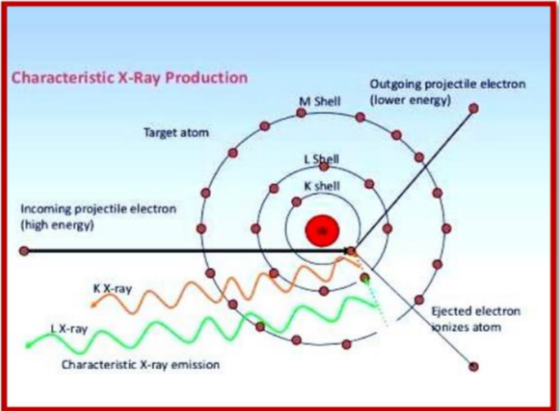 Characteristic X-Ray Production
Outgoing projectile electron
(lower energy)
M Shell
Target atom
L Shell
K shell
Incoming projectile electron
(high energy)
K X-ray
L X-ray
Ejected electron
ionizes atom
Characteristic X-ray emission